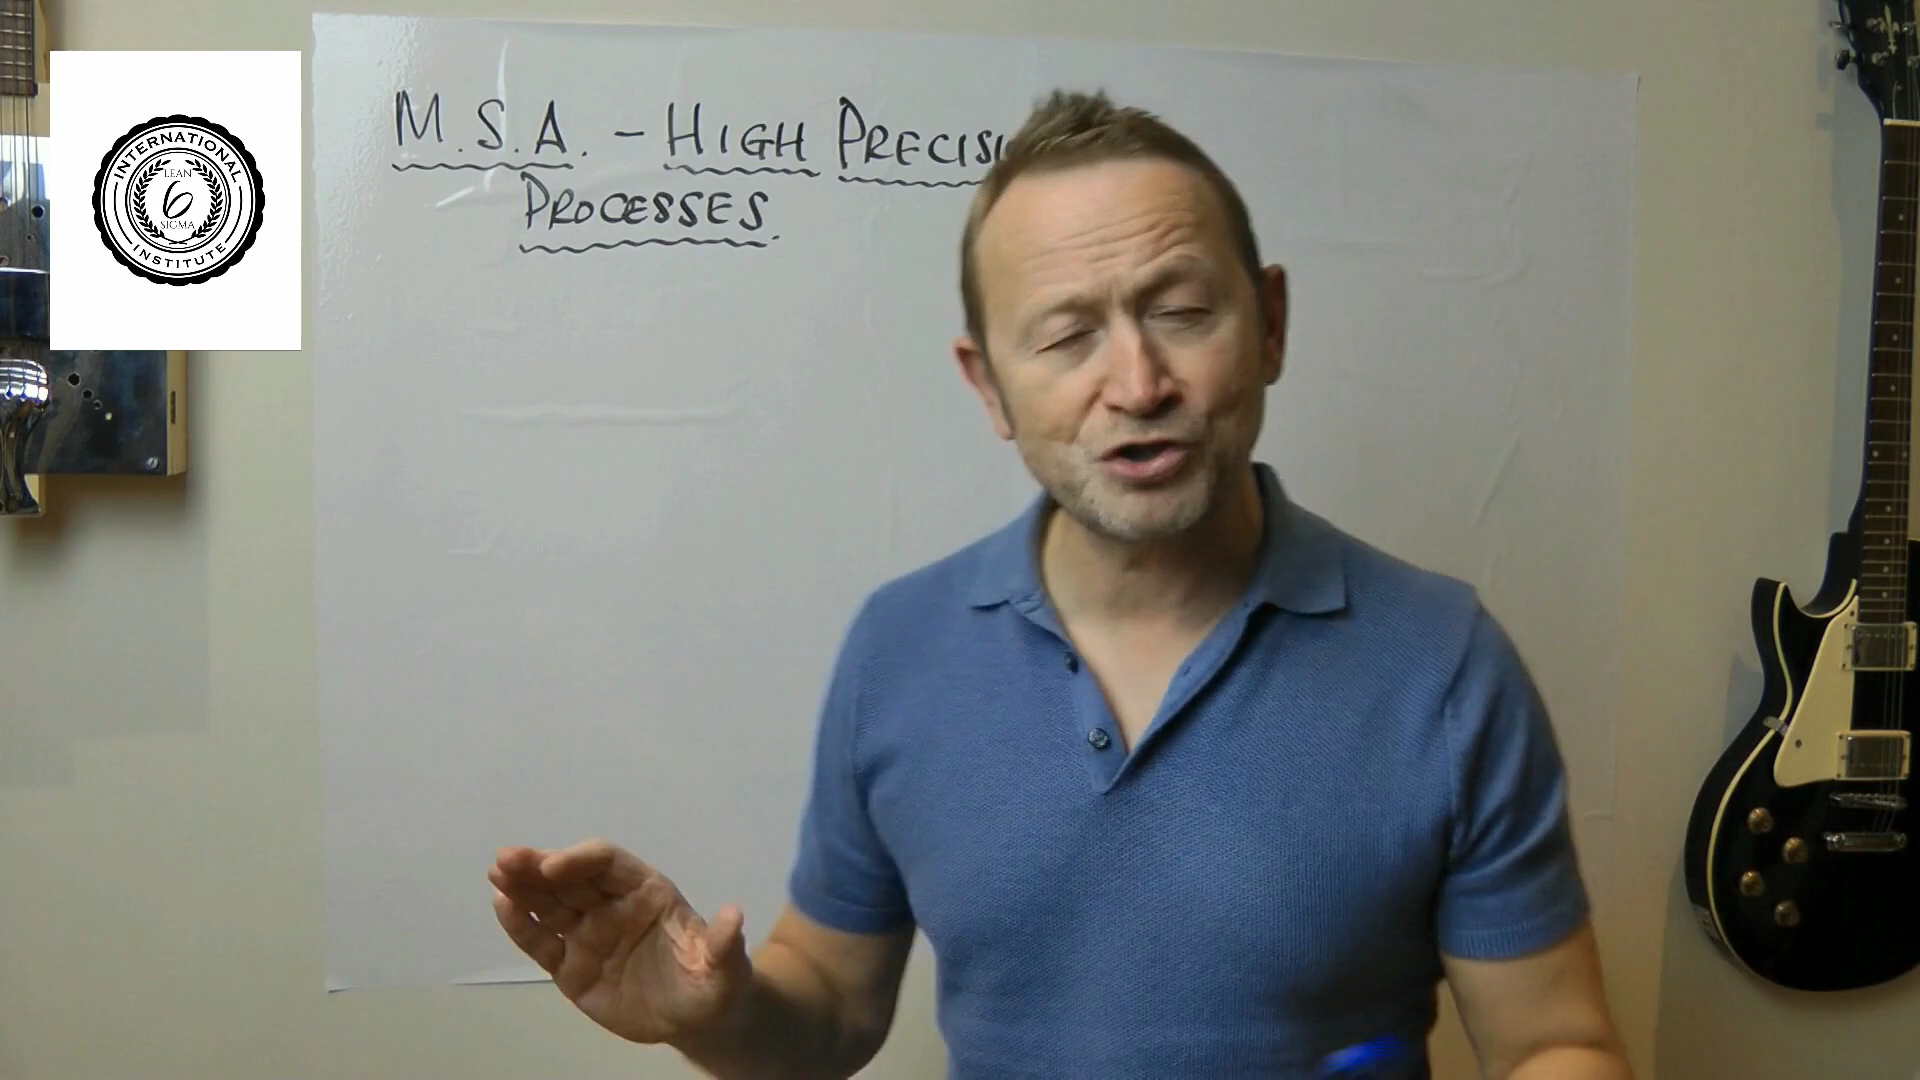 M.S.A. - HIGH PRECISI
PROCESSES.
INTERNATIONAL
LEAN
6
SIGMA
INSTITUTE